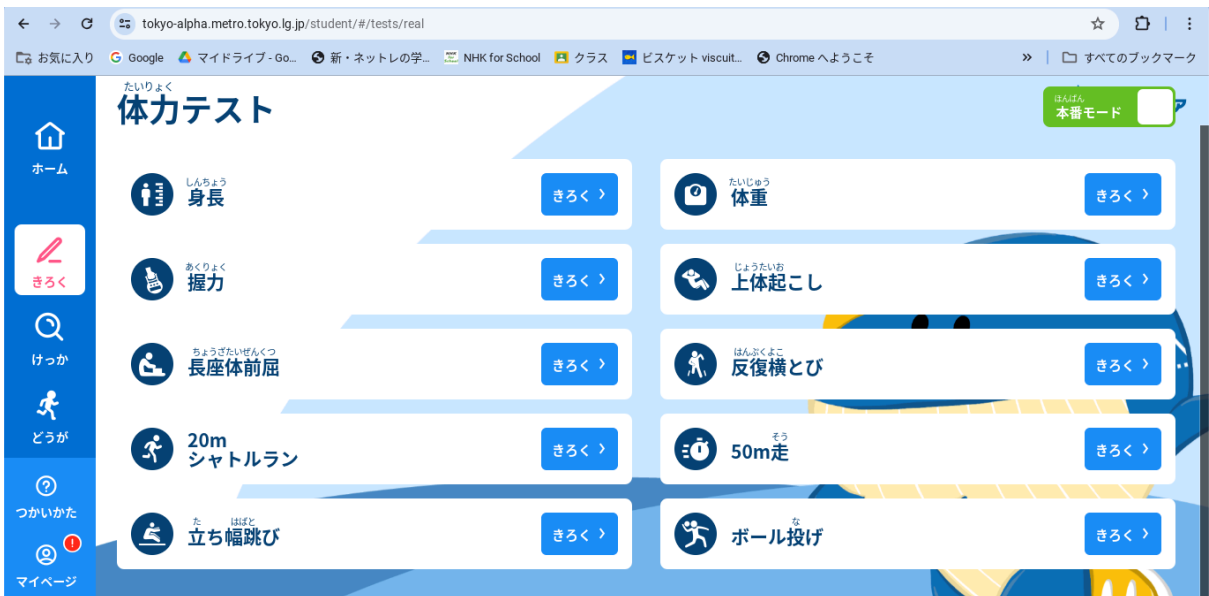 tokyo-alpha.metro.tokyo.lg.jp/student/#/tests/real
お気に入り Google マイドライブ - Go... 新・ネットレの学... NHK for School クラス ビスケット viscuit... Chrome へようこそ » すべてのブックマーク
たいりょく
体力テスト
ほんばん
本番モード
ホーム
きろく
けっか
どうが
つかいかた
マイページ
しんちょう
身長
きろく
たいじゅう
体重
きろく
あくりょく
握力
きろく
じょうたいお
上体起こし
きろく
ちょうざたいぜんくつ
長座体前屈
きろく
はんぷくよこ
反復横とび
きろく
20m
シャトルラン
きろく
そう
50m走
きろく
た はばと
立ち幅跳び
きろく
な
ボール投げ
きろく